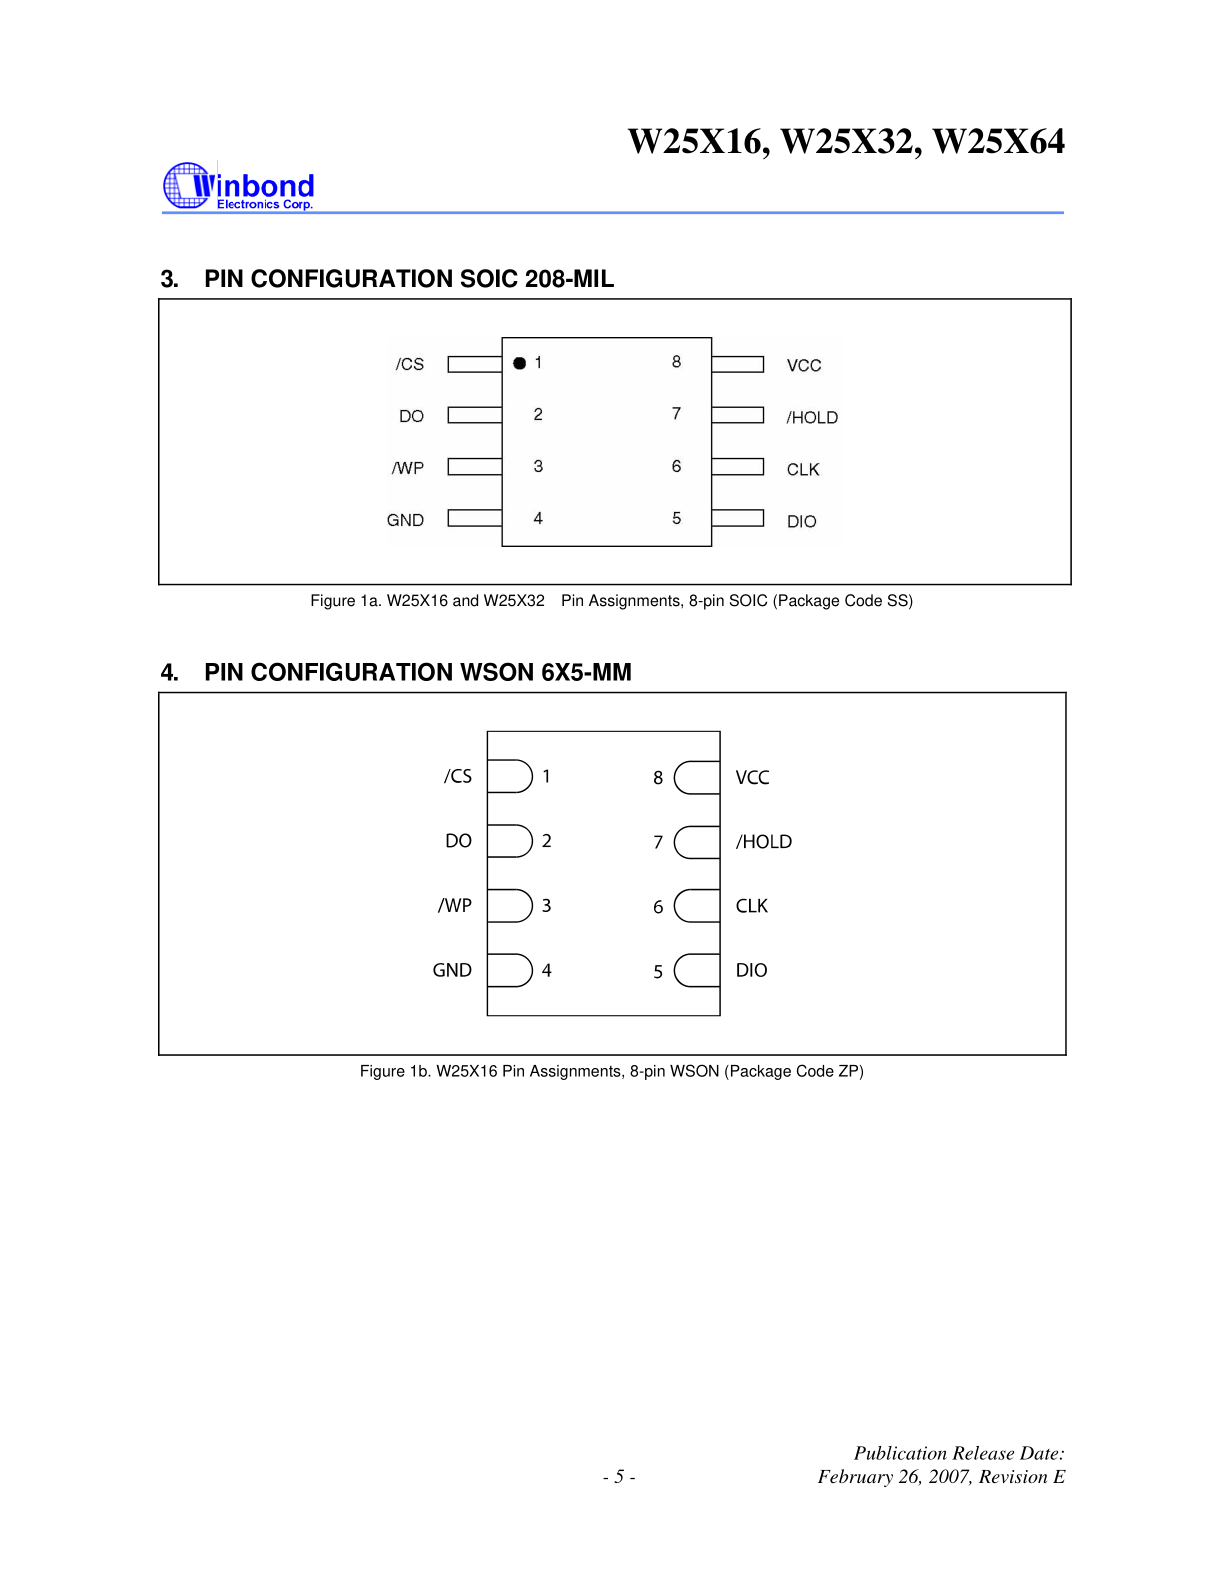 W25X16, W25X32, W25X64
Winbond
Electronics Corp.
3. PIN CONFIGURATION SOIC 208-MIL
/CS 1 8 VCC
DO 2 7 /HOLD
/WP 3 6 CLK
GND 4 5 DIO
Figure 1a. W25X16 and W25X32 Pin Assignments, 8-pin SOIC (Package Code SS)
4. PIN CONFIGURATION WSON 6X5-MM
/CS 1 8 VCC
DO 2 7 /HOLD
/WP 3 6 CLK
GND 4 5 DIO
Figure 1b. W25X16 Pin Assignments, 8-pin WSON (Package Code ZP)
Publication Release Date:
- 5 - February 26, 2007, Revision E